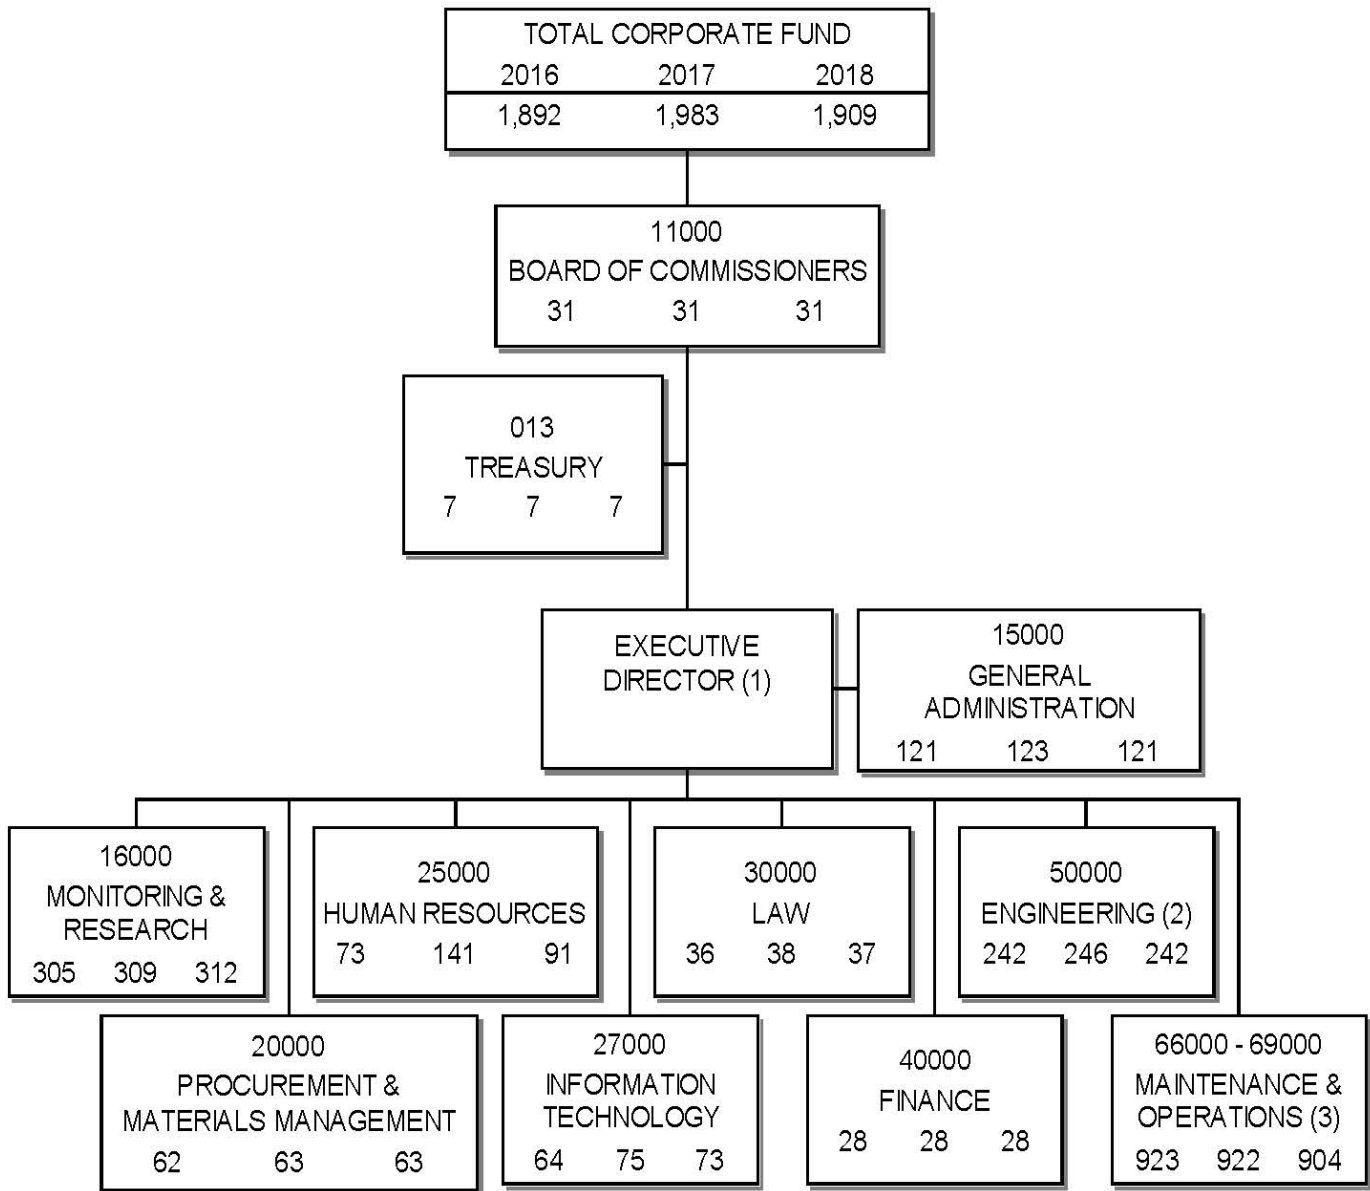 TOTAL CORPORATE FUND
2016 2017 2018
1,892 1,983 1,909
11000
BOARD OF COMMISSIONERS
31 31 31
013
TREASURY
7 7 7
EXECUTIVE
DIRECTOR (1)
15000
GENERAL
ADMINISTRATION
121 123 121
16000
MONITORING &
RESEARCH
305 309 312
25000
HUMAN RESOURCES
73 141 91
30000
LAW
36 38 37
50000
ENGINEERING (2)
242 246 242
20000
PROCUREMENT &
MATERIALS MANAGEMENT
62 63 63
27000
INFORMATION
TECHNOLOGY
64 75 73
40000
FINANCE
28 28 28
66000 - 69000
MAINTENANCE &
OPERATIONS (3)
923 922 904